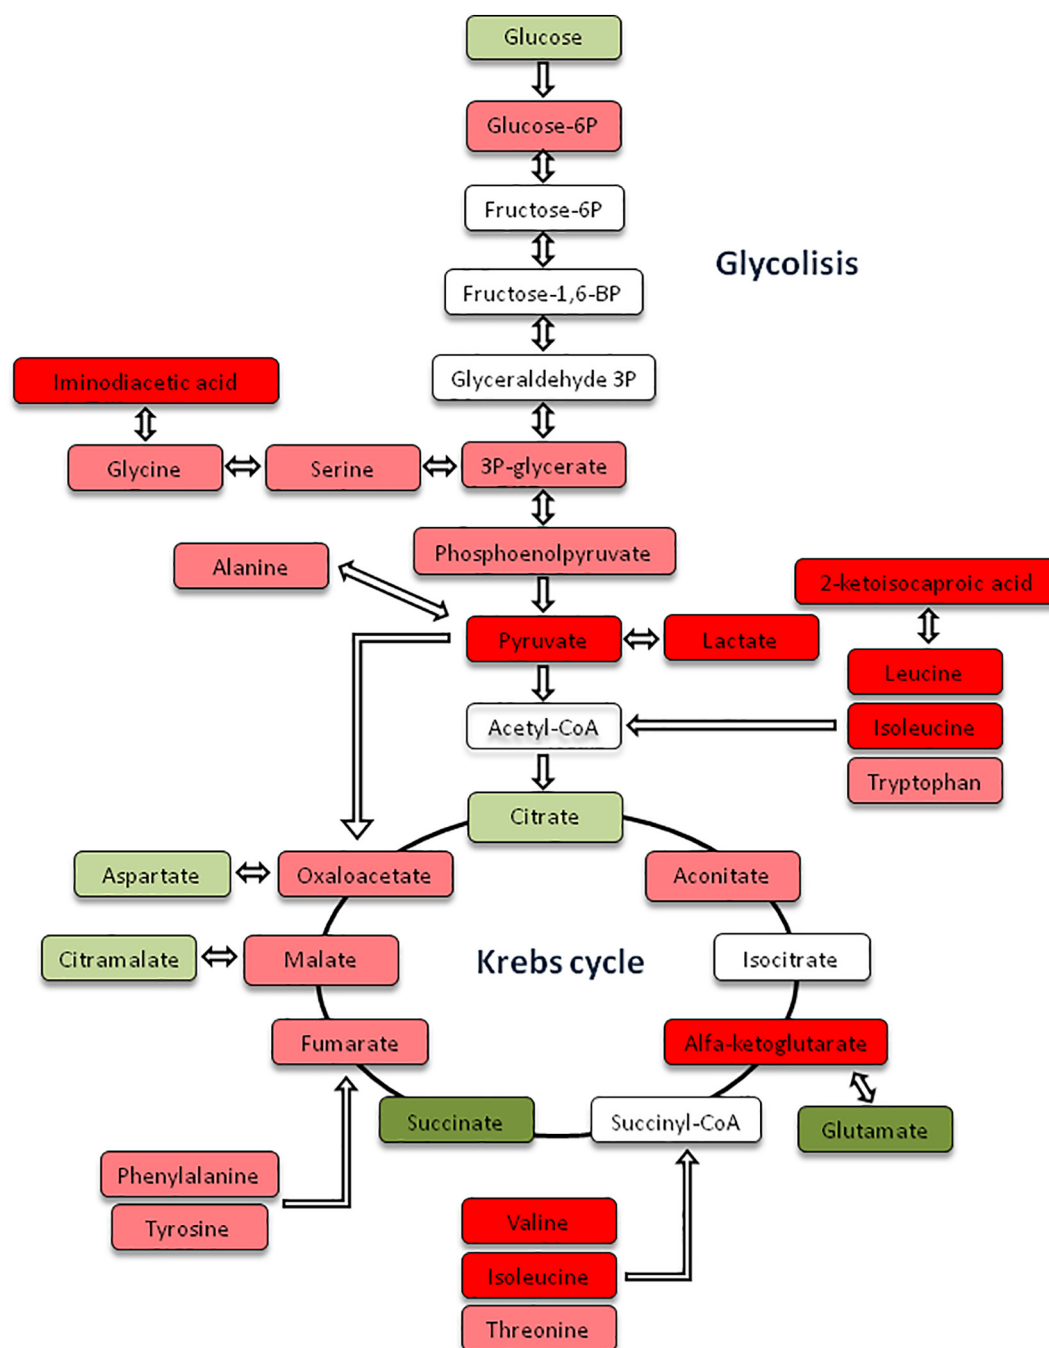 Glucose
Glucose-6P
Fructose-6P
Glycolisis
Fructose-1,6-BP
Glyceraldehyde 3P
Iminodiacetic acid
Glycine
Serine
3P-glycerate
Phosphoenolpyruvate
Alanine
2-ketoisocaproic acid
Pyruvate
Lactate
Leucine
Acetyl-CoA
Isoleucine
Tryptophan
Citrate
Aspartate
Oxaloacetate
Aconitate
Citramalate
Malate
Krebs cycle
Isocitrate
Fumarate
Alfa-ketoglutarate
Succinate
Succinyl-CoA
Glutamate
Phenylalanine
Tyrosine
Valine
Isoleucine
Threonine